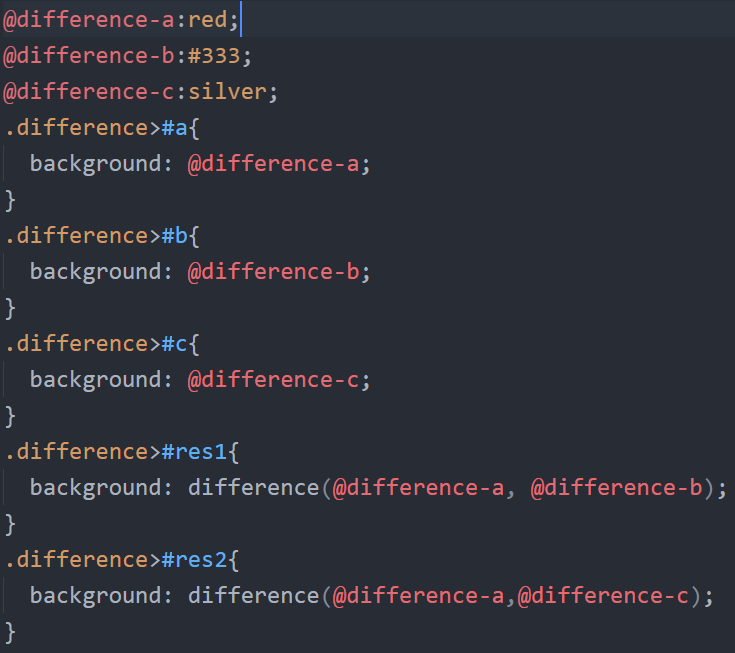 @difference-a:red;
@difference-b:#333;
@difference-c:silver;
.difference>#a{
  background: @difference-a;
}
.difference>#b{
  background: @difference-b;
}
.difference>#c{
  background: @difference-c;
}
.difference>#res1{
  background: difference(@difference-a, @difference-b);
}
.difference>#res2{
  background: difference(@difference-a,@difference-c);
}